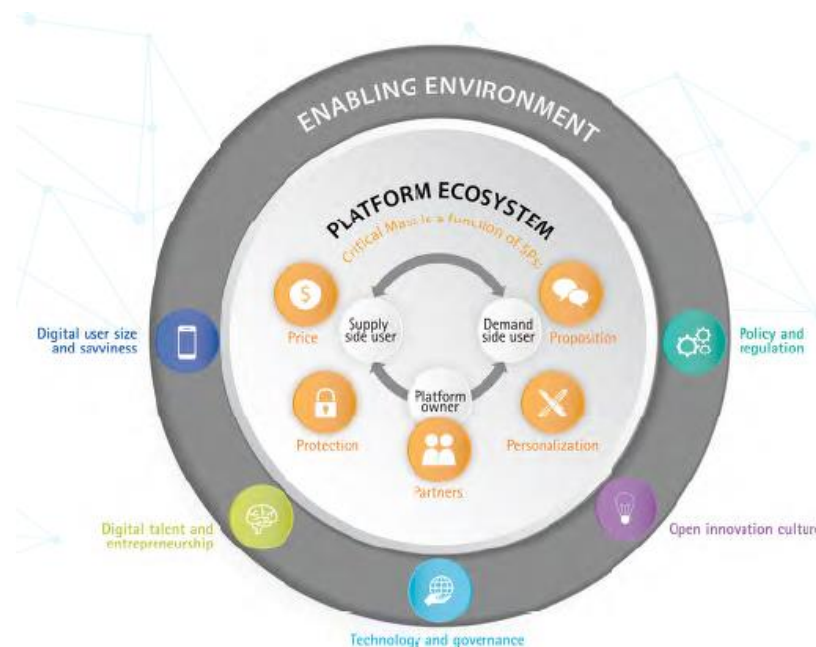 ENABLING ENVIRONMENT
PLATFORM ECOSYSTEM
Critical Mass is a function of 5Ps:
$
Price
Supply
side user
Demand
side user
Proposition
Digital user size
and savviness
Policy and
regulation
Protection
Platform
owner
Personalization
Partners
Digital talent and
entrepreneurship
Open innovation culture
Technology and governance